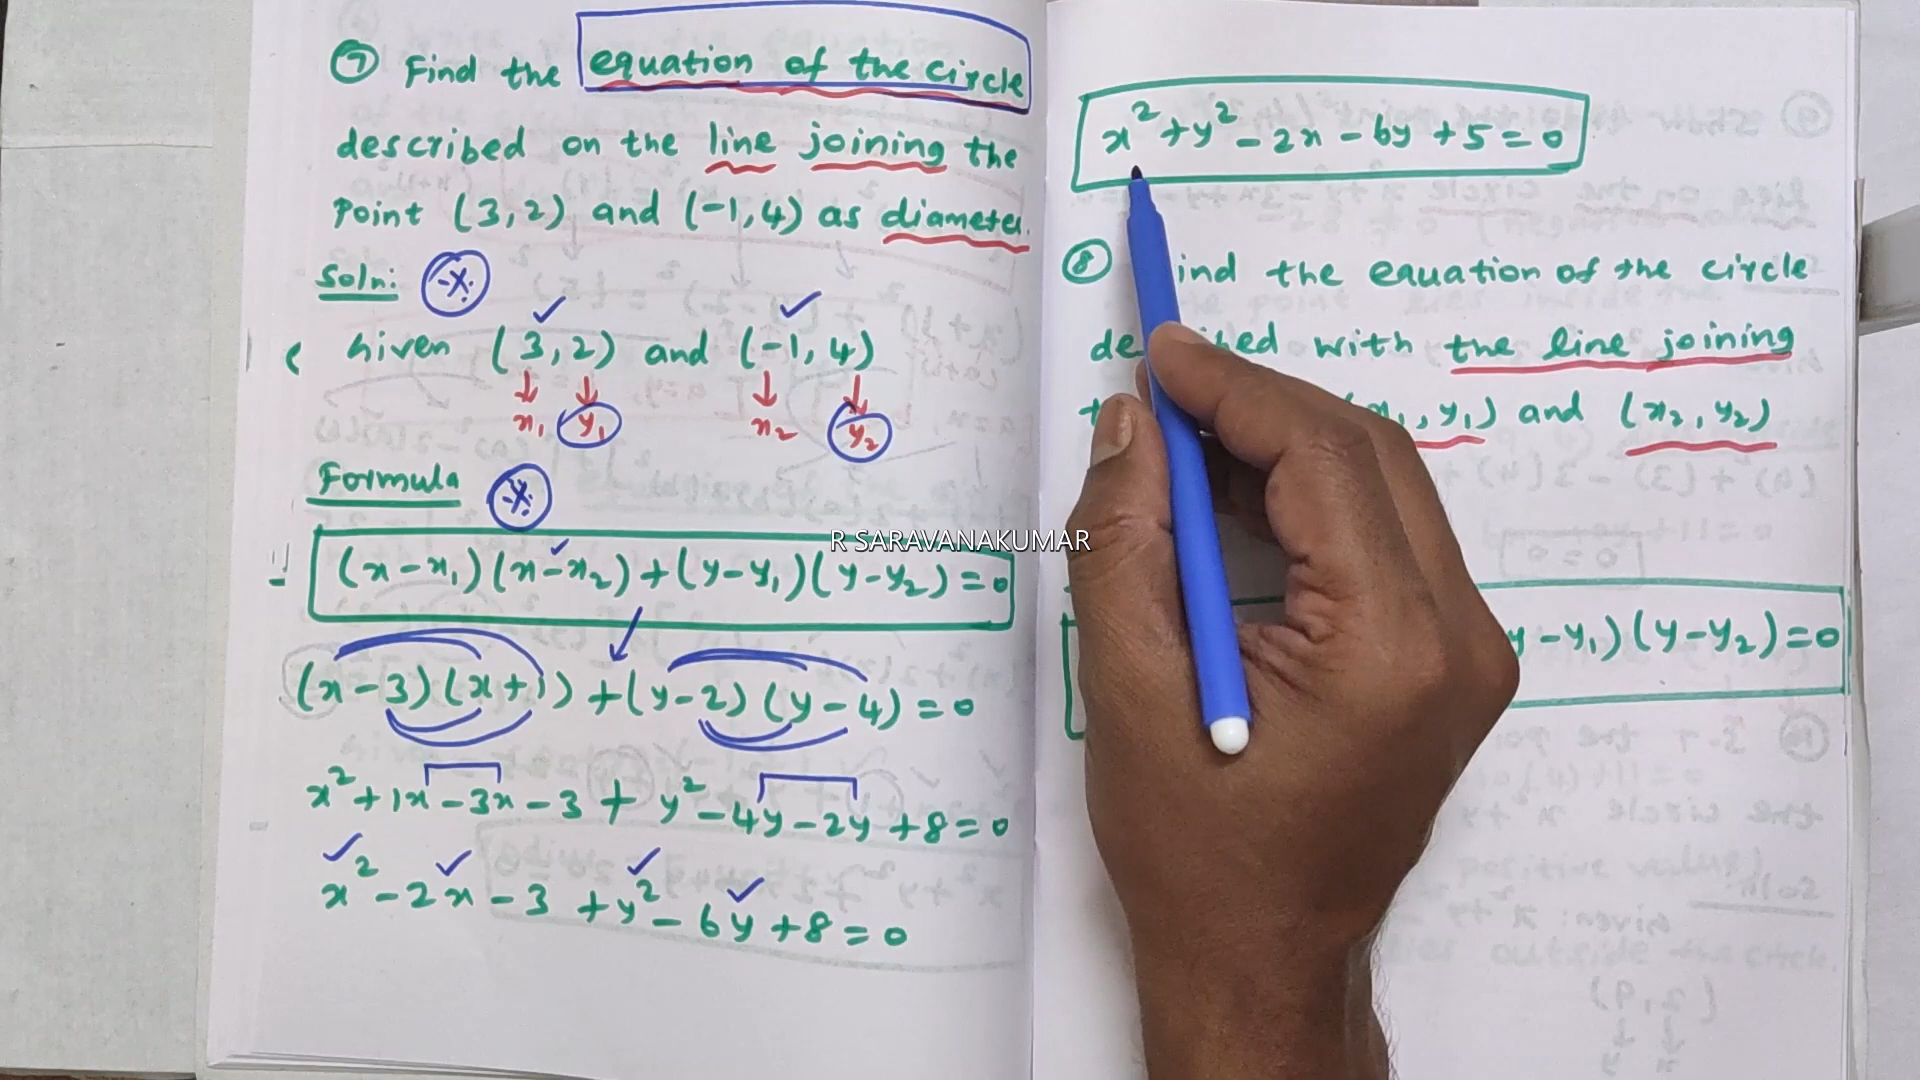 ⑦ Find the equation of the circle
described on the line joining the
point (3,2) and (-1,4) as diameter.
Soln:
Given (3,2) and (-1,4)
x₁ y₁ x₂ y₂
Formula
(x-x₁)(x-x₂)+(y-y₁)(y-y₂)=0
(x-3)(x+1)+(y-2)(y-4)=0
x²+1x-3x-3+y²-4y-2y+8=0
x²-2x-3+y²-6y+8=0
x²+y²-2x-6y+5=0
⑧ ind the equation of the circle
de bed with the line joining
x₁,y₁) and (x₂,y₂)
y-y₁)(y-y₂)=0
R SARAVANAKUMAR